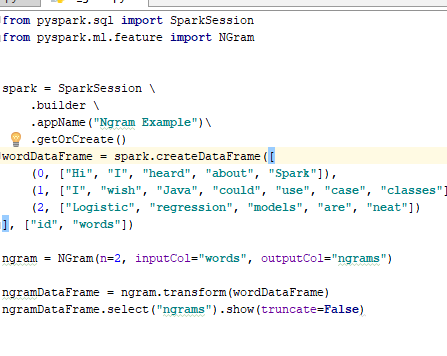 from pyspark.sql import SparkSession
from pyspark.ml.feature import NGram
spark = SparkSession \
    .builder \
    .appName("Ngram Example")\
    .getOrCreate()
wordDataFrame = spark.createDataFrame([
    (0, ["Hi", "I", "heard", "about", "Spark"]),
    (1, ["I", "wish", "Java", "could", "use", "case", "classes"]
    (2, ["Logistic", "regression", "models", "are", "neat"])
], ["id", "words"])
ngram = NGram(n=2, inputCol="words", outputCol="ngrams")
ngramDataFrame = ngram.transform(wordDataFrame)
ngramDataFrame.select("ngrams").show(truncate=False)